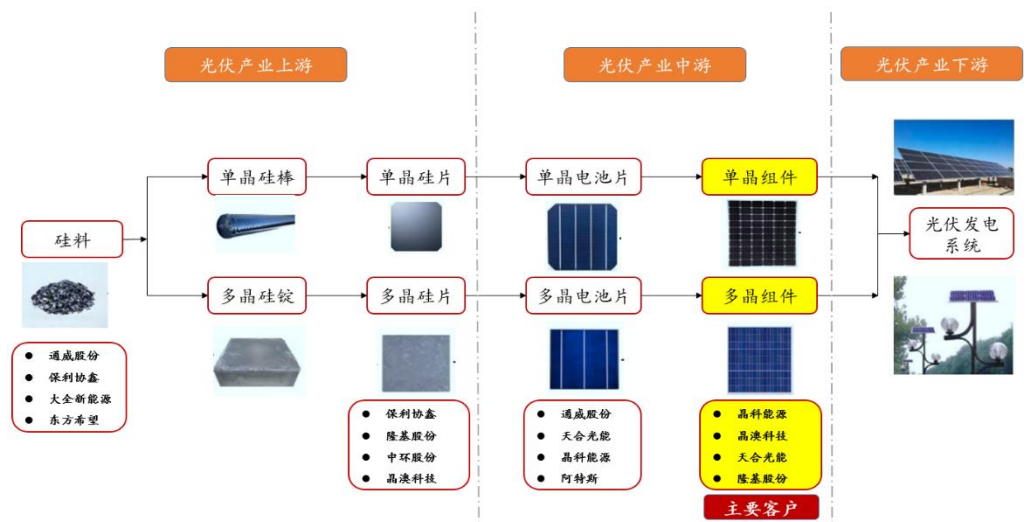 光伏产业上游
光伏产业中游
光伏产业下游
单晶硅棒
单晶硅片
单晶电池片
单晶组件
硅料
光伏发电
系统
多晶硅锭
多晶硅片
多晶电池片
多晶组件
● 通威股份
● 保利协鑫
● 大全新能源
● 东方希望
● 保利协鑫
● 隆基股份
● 中环股份
● 晶澳科技
● 通威股份
● 天合光能
● 晶科能源
● 阿特斯
● 晶科能源
● 晶澳科技
● 天合光能
● 隆基股份
主要客户